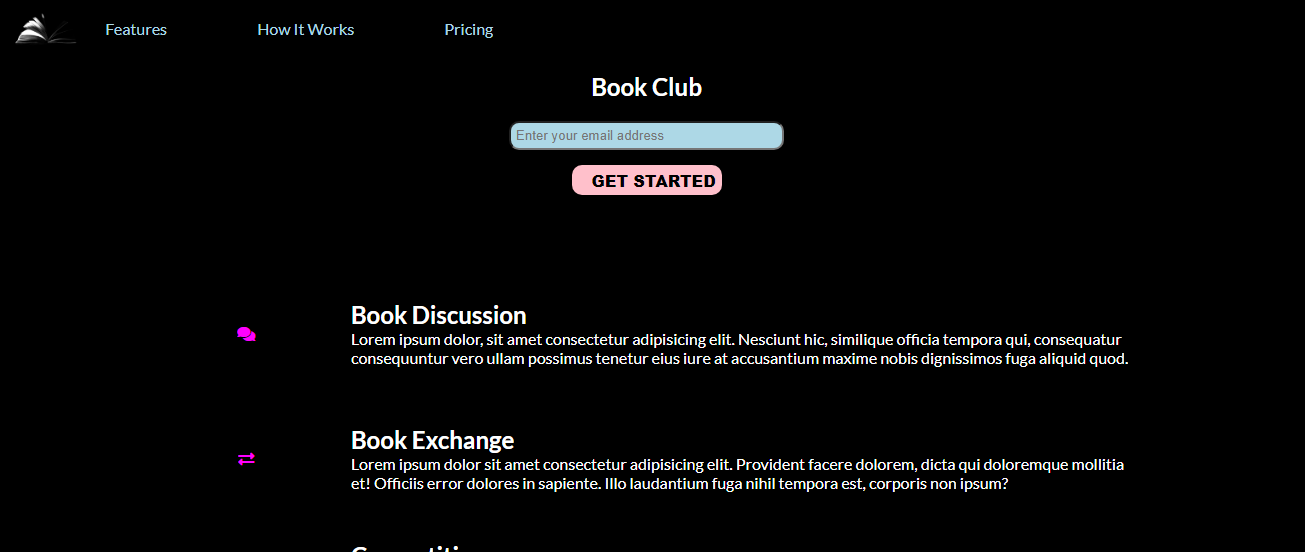 Features
How It Works
Pricing
Book Club
Enter your email address
GET STARTED
Book Discussion
Lorem ipsum dolor, sit amet consectetur adipisicing elit. Nesciunt hic, similique officia tempora qui, consequatur
consequuntur vero ullam possimus tenetur eius iure at accusantium maxime nobis dignissimos fuga aliquid quod.
Book Exchange
Lorem ipsum dolor sit amet consectetur adipisicing elit. Provident facere dolorem, dicta qui doloremque mollitia
et! Officiis error dolores in sapiente. Illo laudantium fuga nihil tempora est, corporis non ipsum?